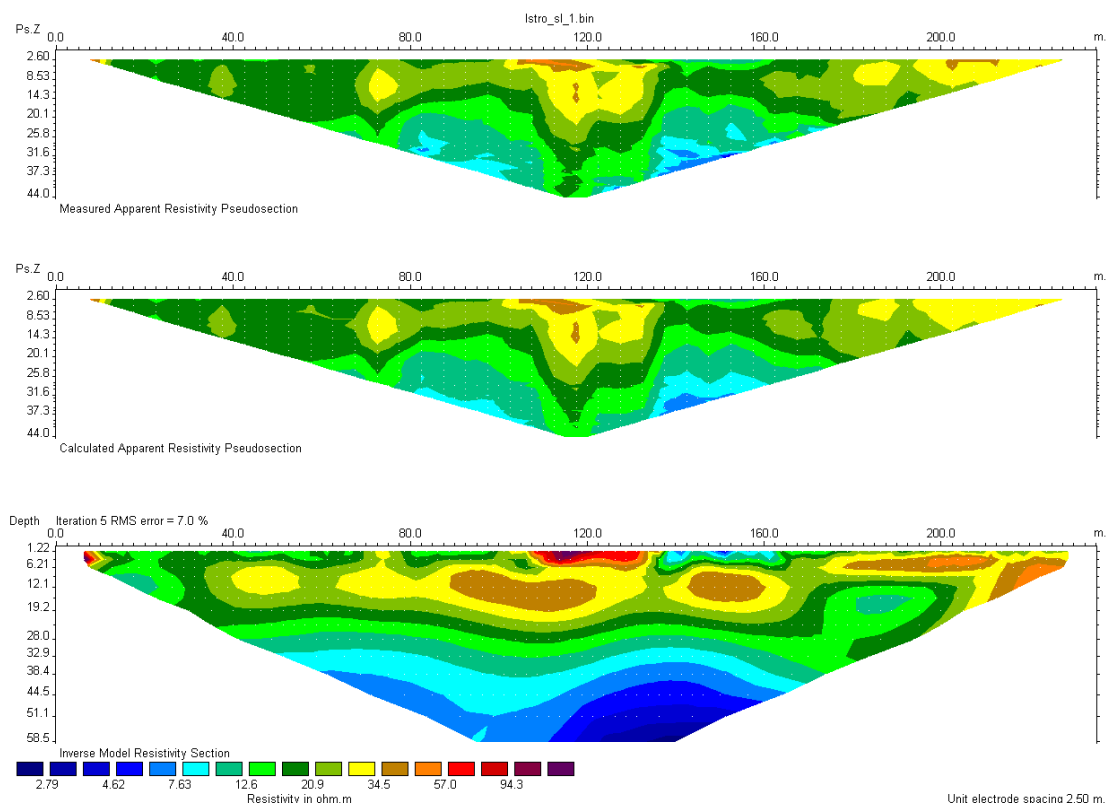 Istro_sl_1.bin
Ps.Z 0.0 40.0 80.0 120.0 160.0 200.0 m.
2.60
8.53
14.3
20.1
25.8
31.6
37.3
44.0
Measured Apparent Resistivity Pseudosection
Ps.Z 0.0 40.0 80.0 120.0 160.0 200.0 m.
2.60
8.53
14.3
20.1
25.8
31.6
37.3
44.0
Calculated Apparent Resistivity Pseudosection
Depth Iteration 5 RMS error = 7.0 %
0.0 40.0 80.0 120.0 160.0 200.0 m.
1.22
6.21
12.1
19.2
28.0
32.9
38.4
44.5
51.1
58.5
Inverse Model Resistivity Section
2.79 4.62 7.63 12.6 20.9 34.5 57.0 94.3
Resistivity in ohm.m Unit electrode spacing 2.50 m.